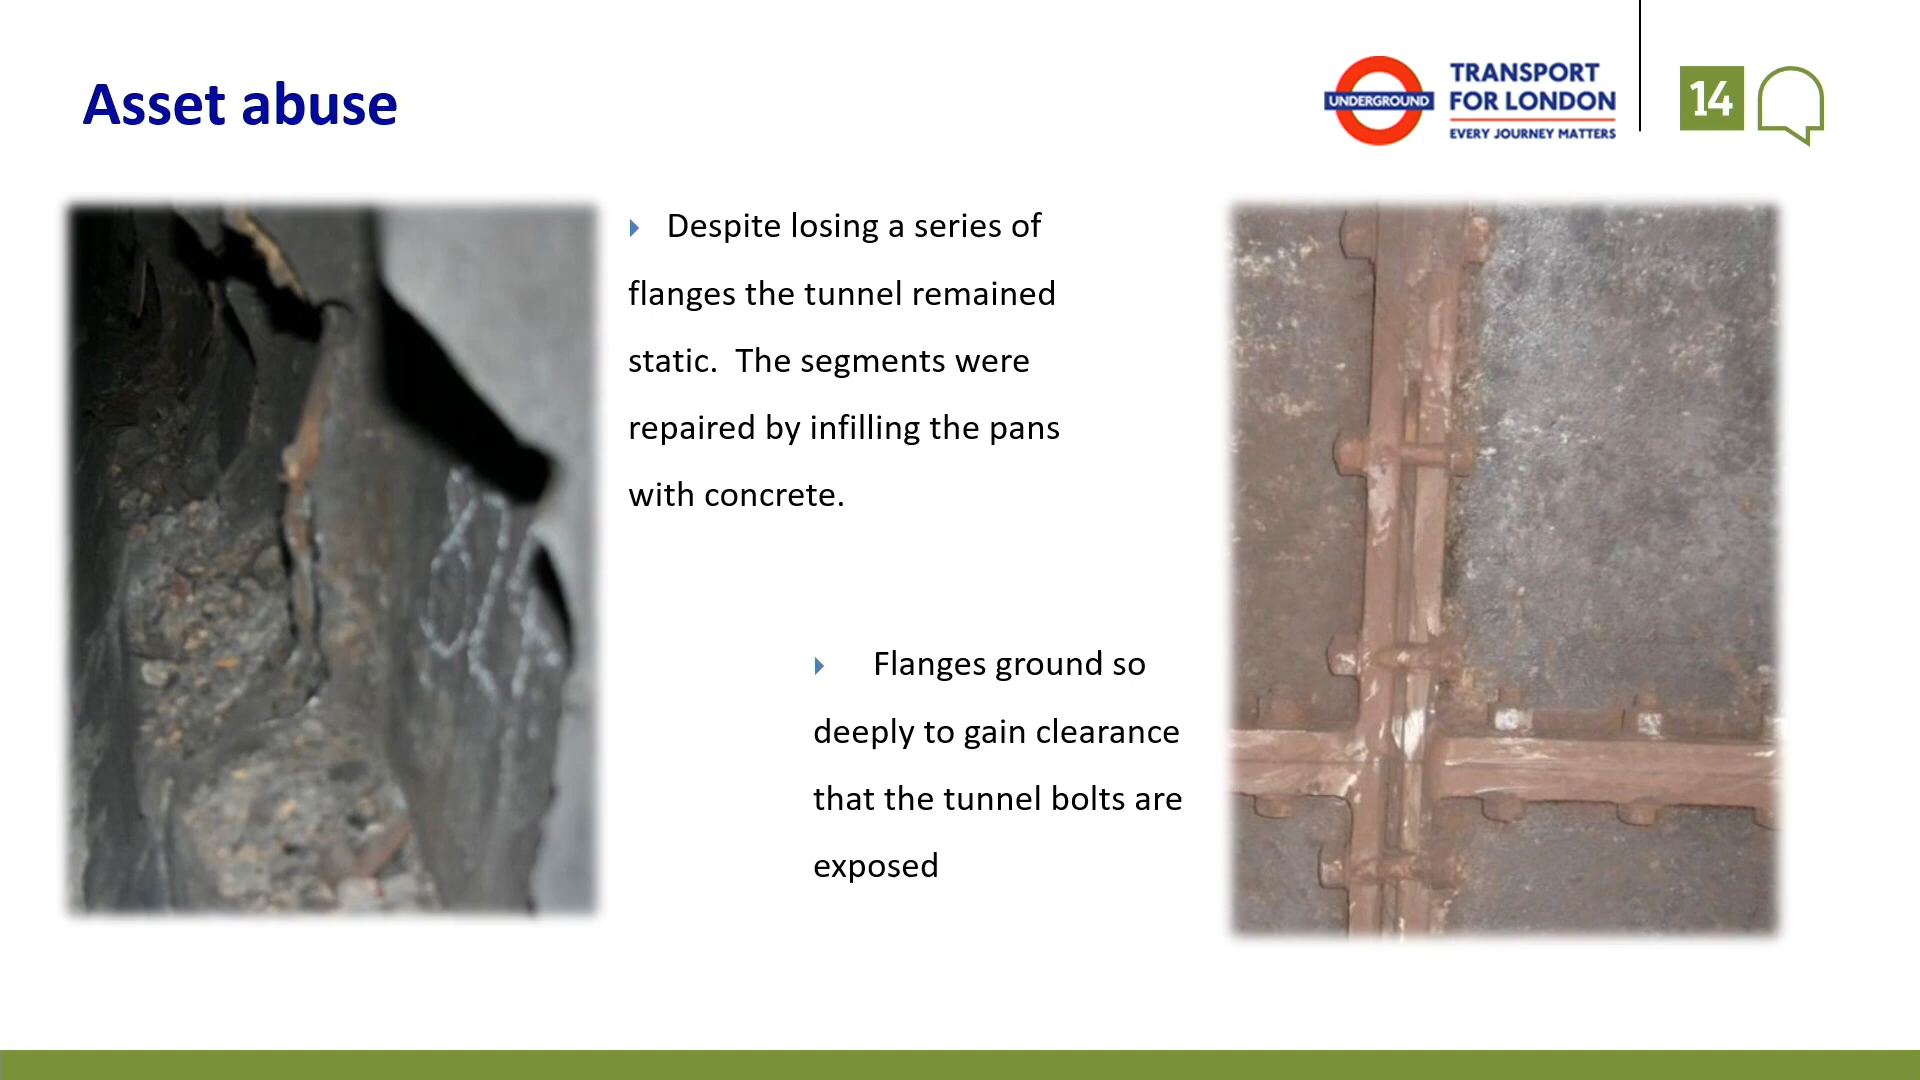 Asset abuse
UNDERGROUND
TRANSPORT
FOR LONDON
EVERY JOURNEY MATTERS
14
Despite losing a series of
flanges the tunnel remained
static.  The segments were
repaired by infilling the pans
with concrete.
Flanges ground so
deeply to gain clearance
that the tunnel bolts are
exposed